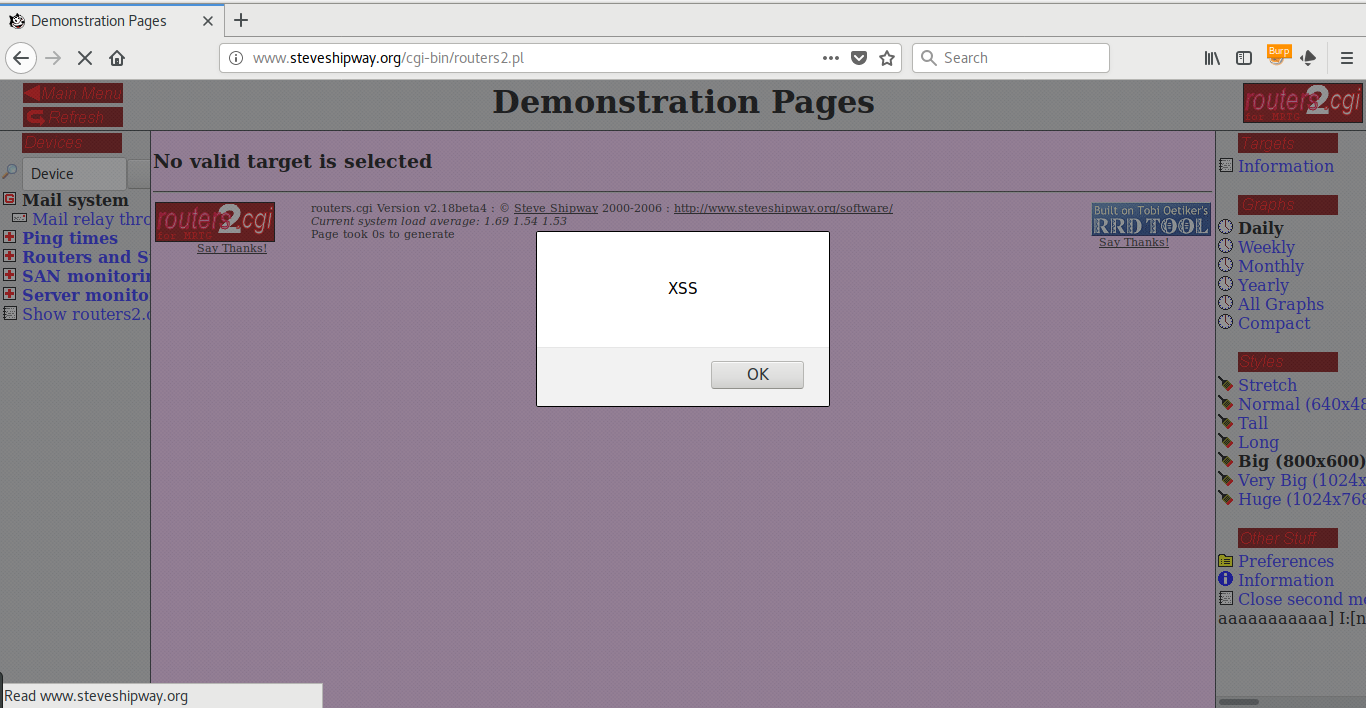 Demonstration Pages
www.steveshipway.org/cgi-bin/routers2.pl
Search
Burp
Main Menu
Refresh
Demonstration Pages
routers2.cgi
for MRTG
Devices
Device
Mail system
Mail relay thro
Ping times
Routers and S
SAN monitorin
Server monito
Show routers2.c
No valid target is selected
routers2.cgi
for MRTG
Say Thanks!
routers.cgi Version v2.18beta4 : © Steve Shipway 2000-2006 : http://www.steveshipway.org/software/
Current system load average: 1.69 1.54 1.53
Page took 0s to generate
Built on Tobi Oetiker's
RRD TOOL
Say Thanks!
XSS
OK
Targets
Information
Graphs
Daily
Weekly
Monthly
Yearly
All Graphs
Compact
Styles
Stretch
Normal (640x48
Tall
Long
Big (800x600)
Very Big (1024x
Huge (1024x768
Other Stuff
Preferences
Information
Close second me
aaaaaaaaaaa] I:[n
Read www.steveshipway.org